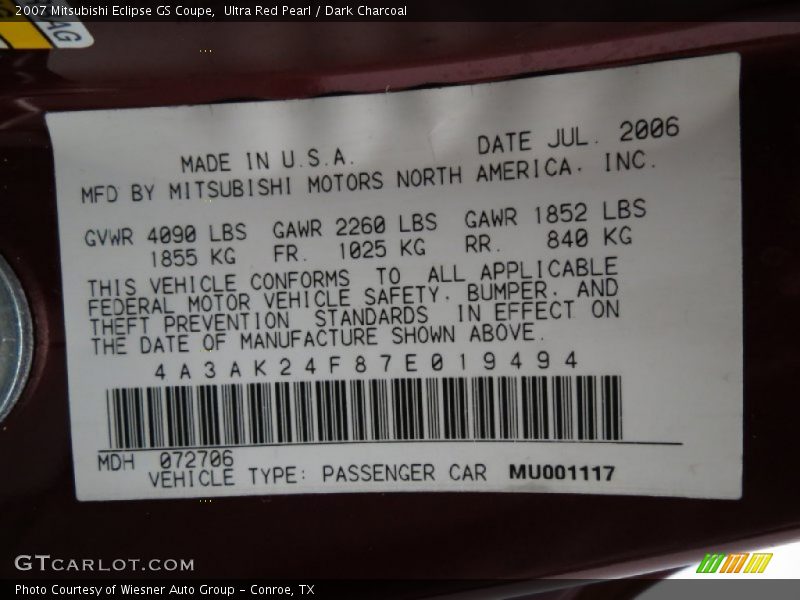 2007 Mitsubishi Eclipse GS Coupe,  Ultra Red Pearl / Dark Charcoal
AG
MADE IN U.S.A. DATE JUL. 2006
MFD BY MITSUBISHI MOTORS NORTH AMERICA. INC.
GVWR 4090 LBS GAWR 2260 LBS GAWR 1852 LBS
1855 KG FR. 1025 KG RR. 840 KG
THIS VEHICLE CONFORMS TO ALL APPLICABLE
FEDERAL MOTOR VEHICLE SAFETY. BUMPER. AND
THEFT PREVENTION STANDARDS IN EFFECT ON
THE DATE OF MANUFACTURE SHOWN ABOVE.
4A3AK24F87E019494
MDH 072706
VEHICLE TYPE: PASSENGER CAR MU001117
GTCARLOT.COM
Photo Courtesy of Wiesner Auto Group - Conroe, TX